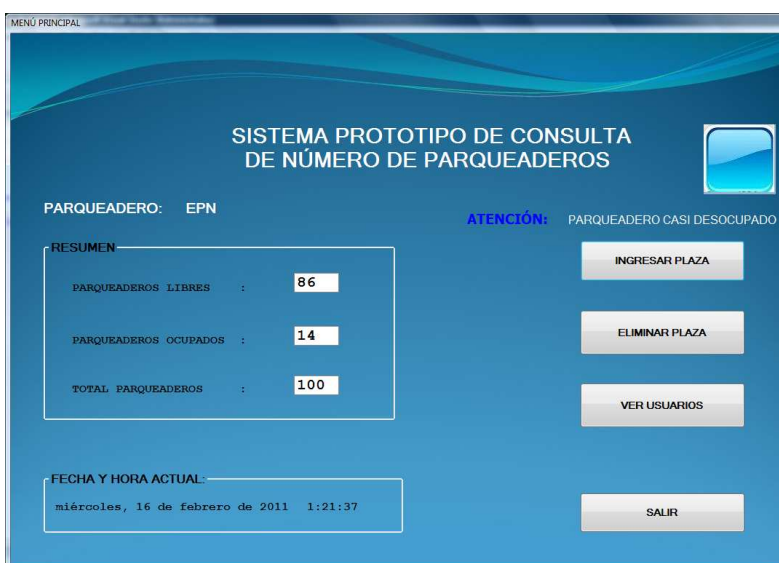 MENÚ PRINCIPAL
SISTEMA PROTOTIPO DE CONSULTA
DE NÚMERO DE PARQUEADEROS
PARQUEADERO: EPN
ATENCIÓN: PARQUEADERO CASI DESOCUPADO
RESUMEN
PARQUEADEROS LIBRES : 86
PARQUEADEROS OCUPADOS : 14
TOTAL PARQUEADEROS : 100
INGRESAR PLAZA
ELIMINAR PLAZA
VER USUARIOS
FECHA Y HORA ACTUAL:
miércoles, 16 de febrero de 2011 1:21:37
SALIR